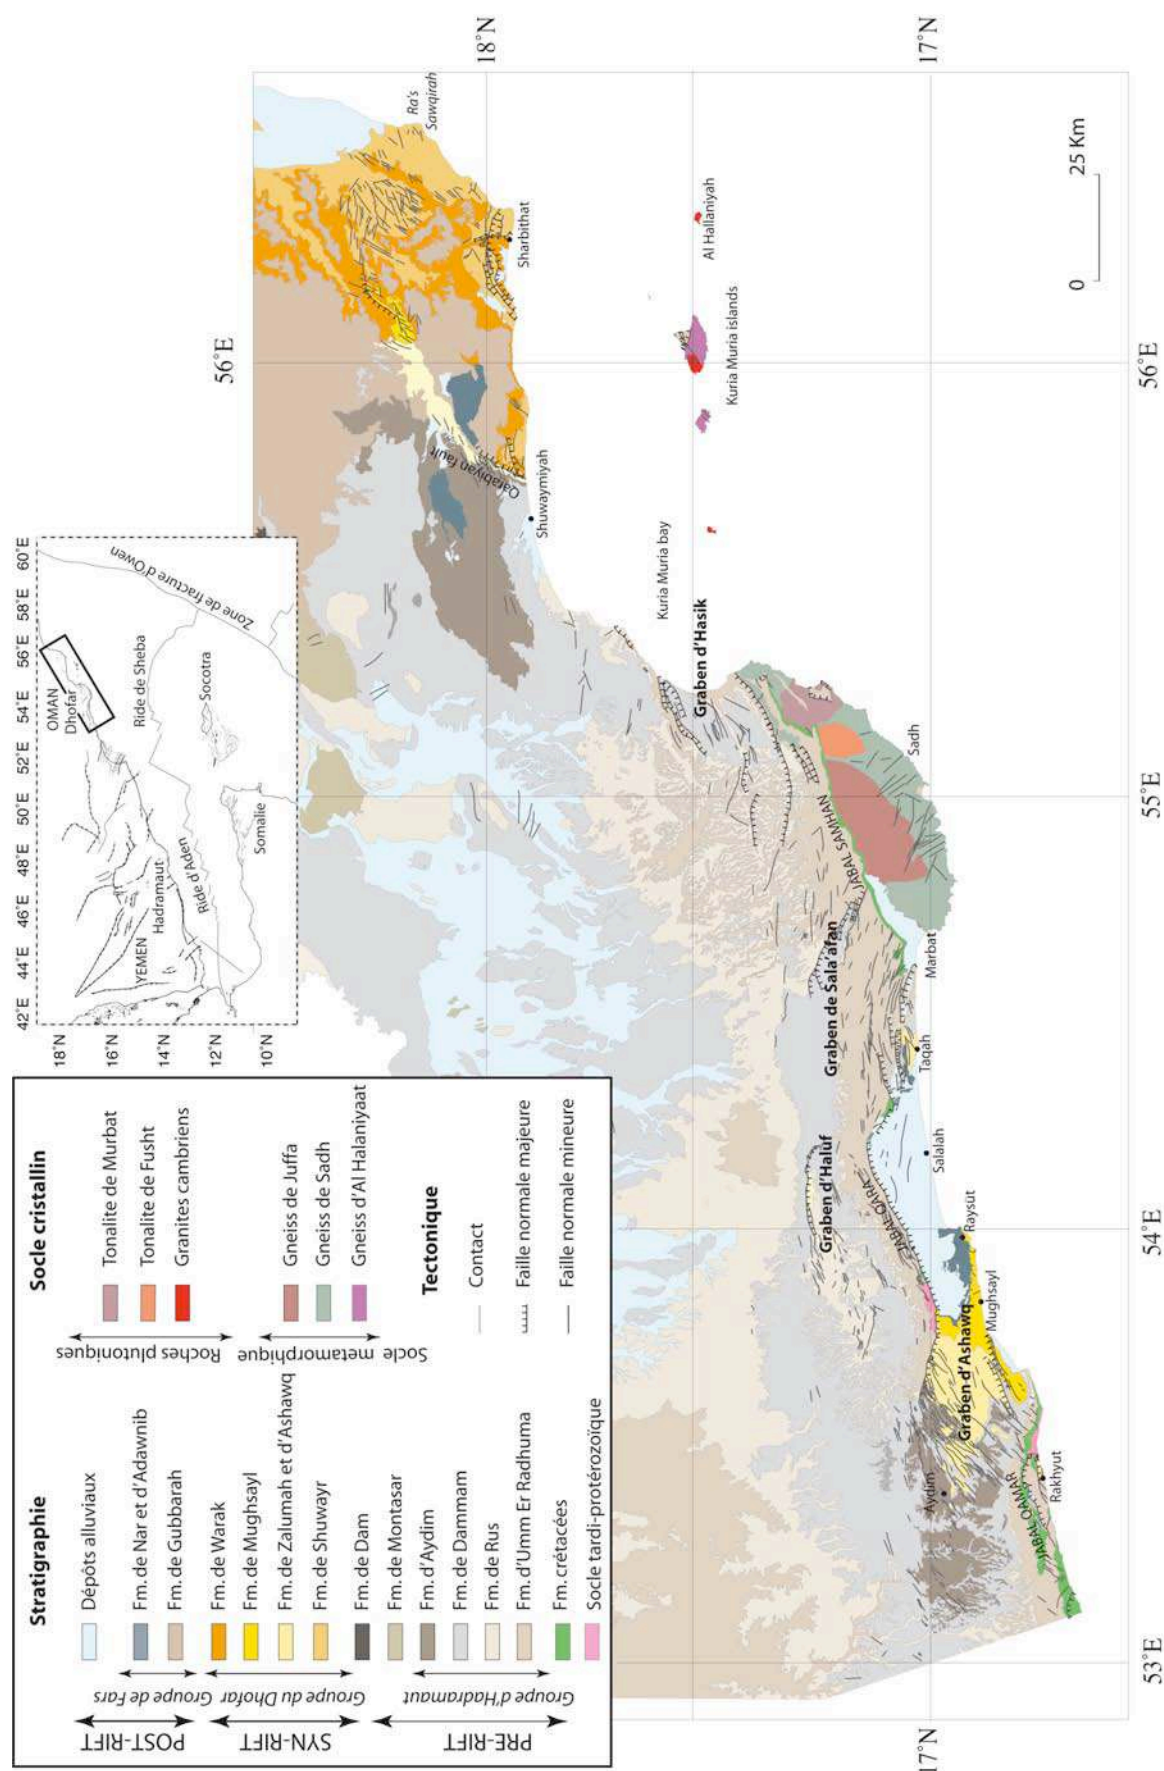 Stratigraphie
POST-RIFT
SYN-RIFT
PRE-RIFT
Groupe de Fars
Groupe du Dhofar
Groupe d'Hadramaut
Dépôts alluviaux
Fm. de Nar et d'Adawnib
Fm. de Gubbarah
Fm. de Warak
Fm. de Mughsayl
Fm. de Zalumah et d'Ashawq
Fm. de Shuwayr
Fm. de Dam
Fm. de Montasar
Fm. d'Aydim
Fm. de Dammam
Fm. de Rus
Fm. d'Umm Er Radhuma
Fm. crétacées
Socle tardi-protérozoïque
Socle cristallin
Roches plutoniques
Tonalite de Murbat
Tonalite de Fusht
Granites cambriens
Socle metamorphique
Gneiss de Juffa
Gneiss de Sadh
Gneiss d'Al Halaniyaat
Tectonique
Contact
Faille normale majeure
Faille normale mineure
42˚E
44˚E
46˚E
48˚E
50˚E
52˚E
54˚E
56˚E
58˚E
60˚E
18˚N
16˚N
14˚N
12˚N
10˚N
OMAN
Dhofar
YEMEN
Hadramaut
Ride d'Aden
Ride de Sheba
Socotra
Somalie
Zone de fracture d'Owen
56˚E
18˚N
17˚N
Ra's
Sawqirah
Sharbithat
Qarabiyan fault
Shuwaymiyah
Al Hallaniyah
Kuria Muria islands
Kuria Muria bay
Graben d'Hasik
JABAL SAMHAN
Sadh
Graben de Sala'afan
Marbat
Taqah
Graben d'Haluf
JABAL QARA
Salalah
Raysut
Mughsayl
Graben d'Ashawq
Aydim
JABAL QAMAR
Rakhyut
0
25 Km
17˚N
53˚E
54˚E
55˚E
56˚E